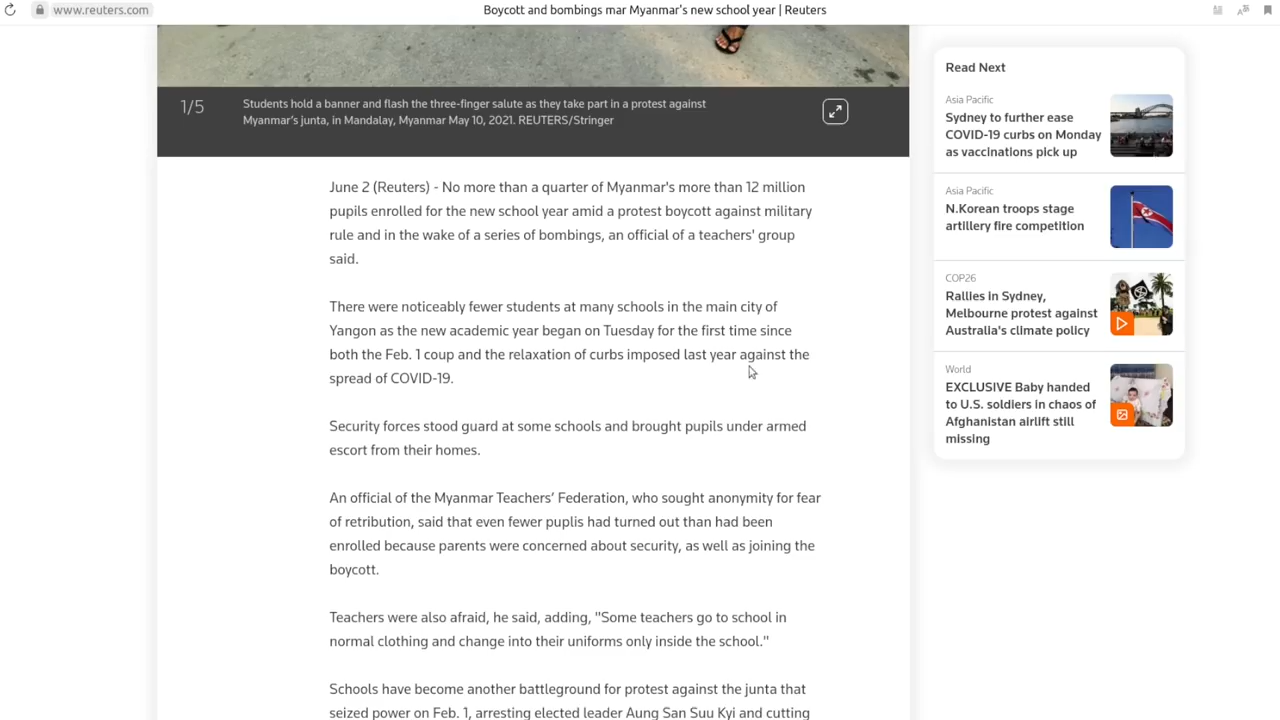 www.reuters.com
Boycott and bombings mar Myanmar's new school year | Reuters
1/5
Students hold a banner and flash the three-finger salute as they take part in a protest against
Myanmar's junta, in Mandalay, Myanmar May 10, 2021. REUTERS/Stringer
June 2 (Reuters) - No more than a quarter of Myanmar's more than 12 million
pupils enrolled for the new school year amid a protest boycott against military
rule and in the wake of a series of bombings, an official of a teachers' group
said.
There were noticeably fewer students at many schools in the main city of
Yangon as the new academic year began on Tuesday for the first time since
both the Feb. 1 coup and the relaxation of curbs imposed last year against the
spread of COVID-19.
Security forces stood guard at some schools and brought pupils under armed
escort from their homes.
An official of the Myanmar Teachers’ Federation, who sought anonymity for fear
of retribution, said that even fewer puplis had turned out than had been
enrolled because parents were concerned about security, as well as joining the
boycott.
Teachers were also afraid, he said, adding, "Some teachers go to school in
normal clothing and change into their uniforms only inside the school."
Schools have become another battleground for protest against the junta that
seized power on Feb. 1, arresting elected leader Aung San Suu Kyi and cutting
Read Next
Asia Pacific
Sydney to further ease
COVID-19 curbs on Monday
as vaccinations pick up
Asia Pacific
N.Korean troops stage
artillery fire competition
COP26
Rallies in Sydney,
Melbourne protest against
Australia's climate policy
World
EXCLUSIVE Baby handed
to U.S. soldiers in chaos of
Afghanistan airlift still
missing